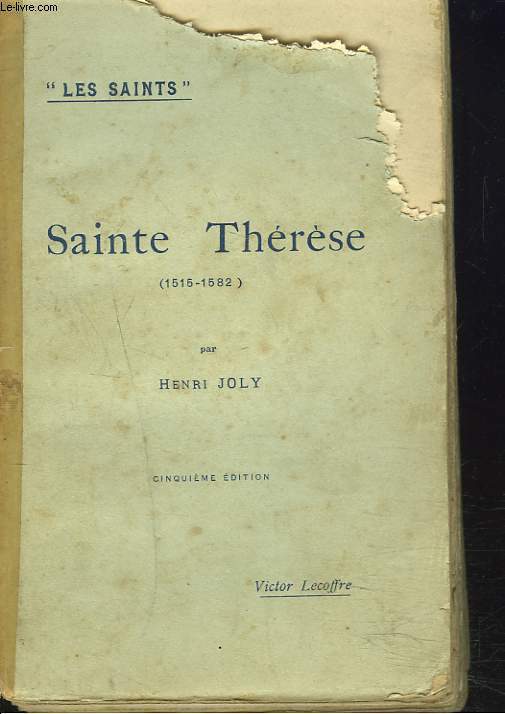 Le-livre.com
" LES SAINTS "
Sainte Thérèse
(1515-1582)
par
HENRI JOLY
CINQUIÈME ÉDITION
Victor Lecoffre